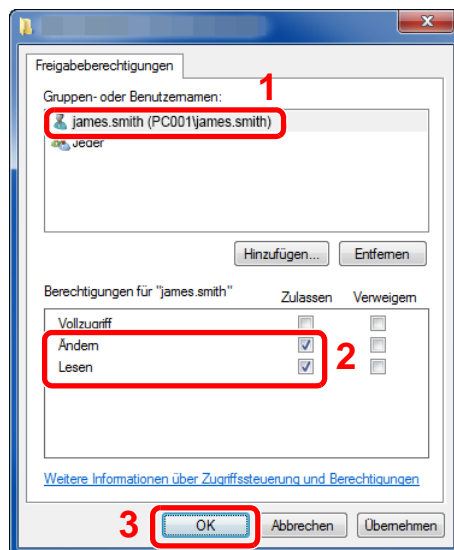 Freigabeberechtigungen
1
Gruppen- oder Benutzernamen:
james.smith (PC001\james.smith)
Jeder
Hinzufügen... Entfernen
Berechtigungen für "james.smith" Zulassen Verweigern
Vollzugriff
Ändern
Lesen
2
Weitere Informationen über Zugriffssteuerung und Berechtigungen
3 OK Abbrechen Übernehmen